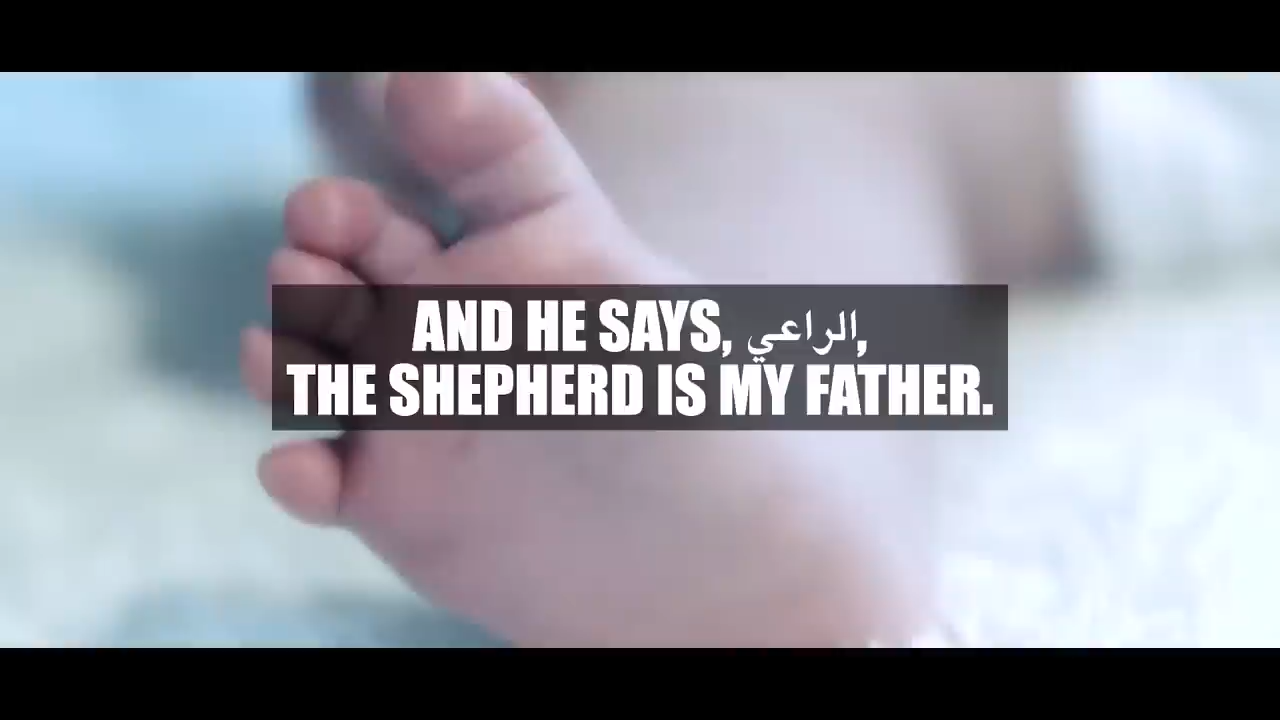 AND HE SAYS, الراعي,
THE SHEPHERD IS MY FATHER.